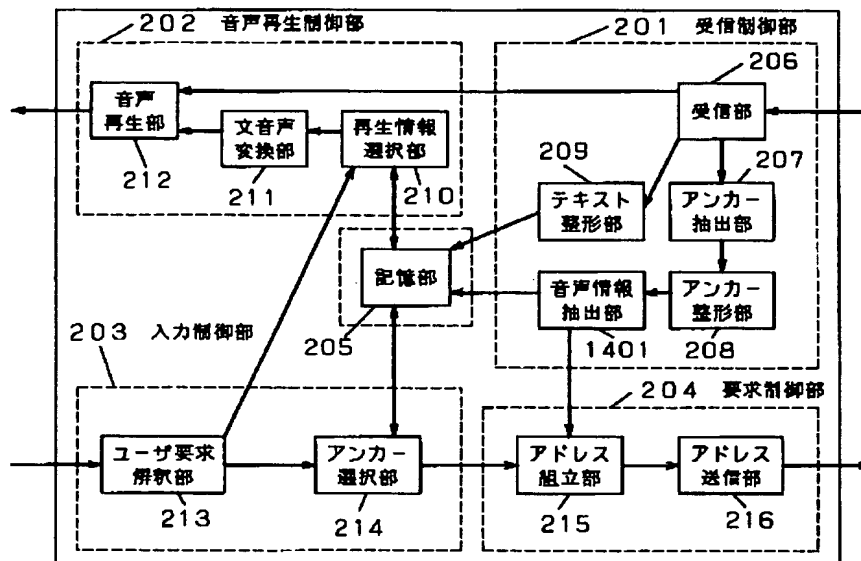 202 音声再生制御部
201 受信制御部
206
音声
再生部
文音声
変換部
再生情報
選択部
受信部
212
211
210
209
207
テキスト
整形部
アンカー
抽出部
記憶部
音声情報
抽出部
アンカー
整形部
203 入力制御部
205
1401
208
204 要求制御部
ユーザ要求
解釈部
アンカー
選択部
アドレス
組立部
アドレス
送信部
213
214
215
216